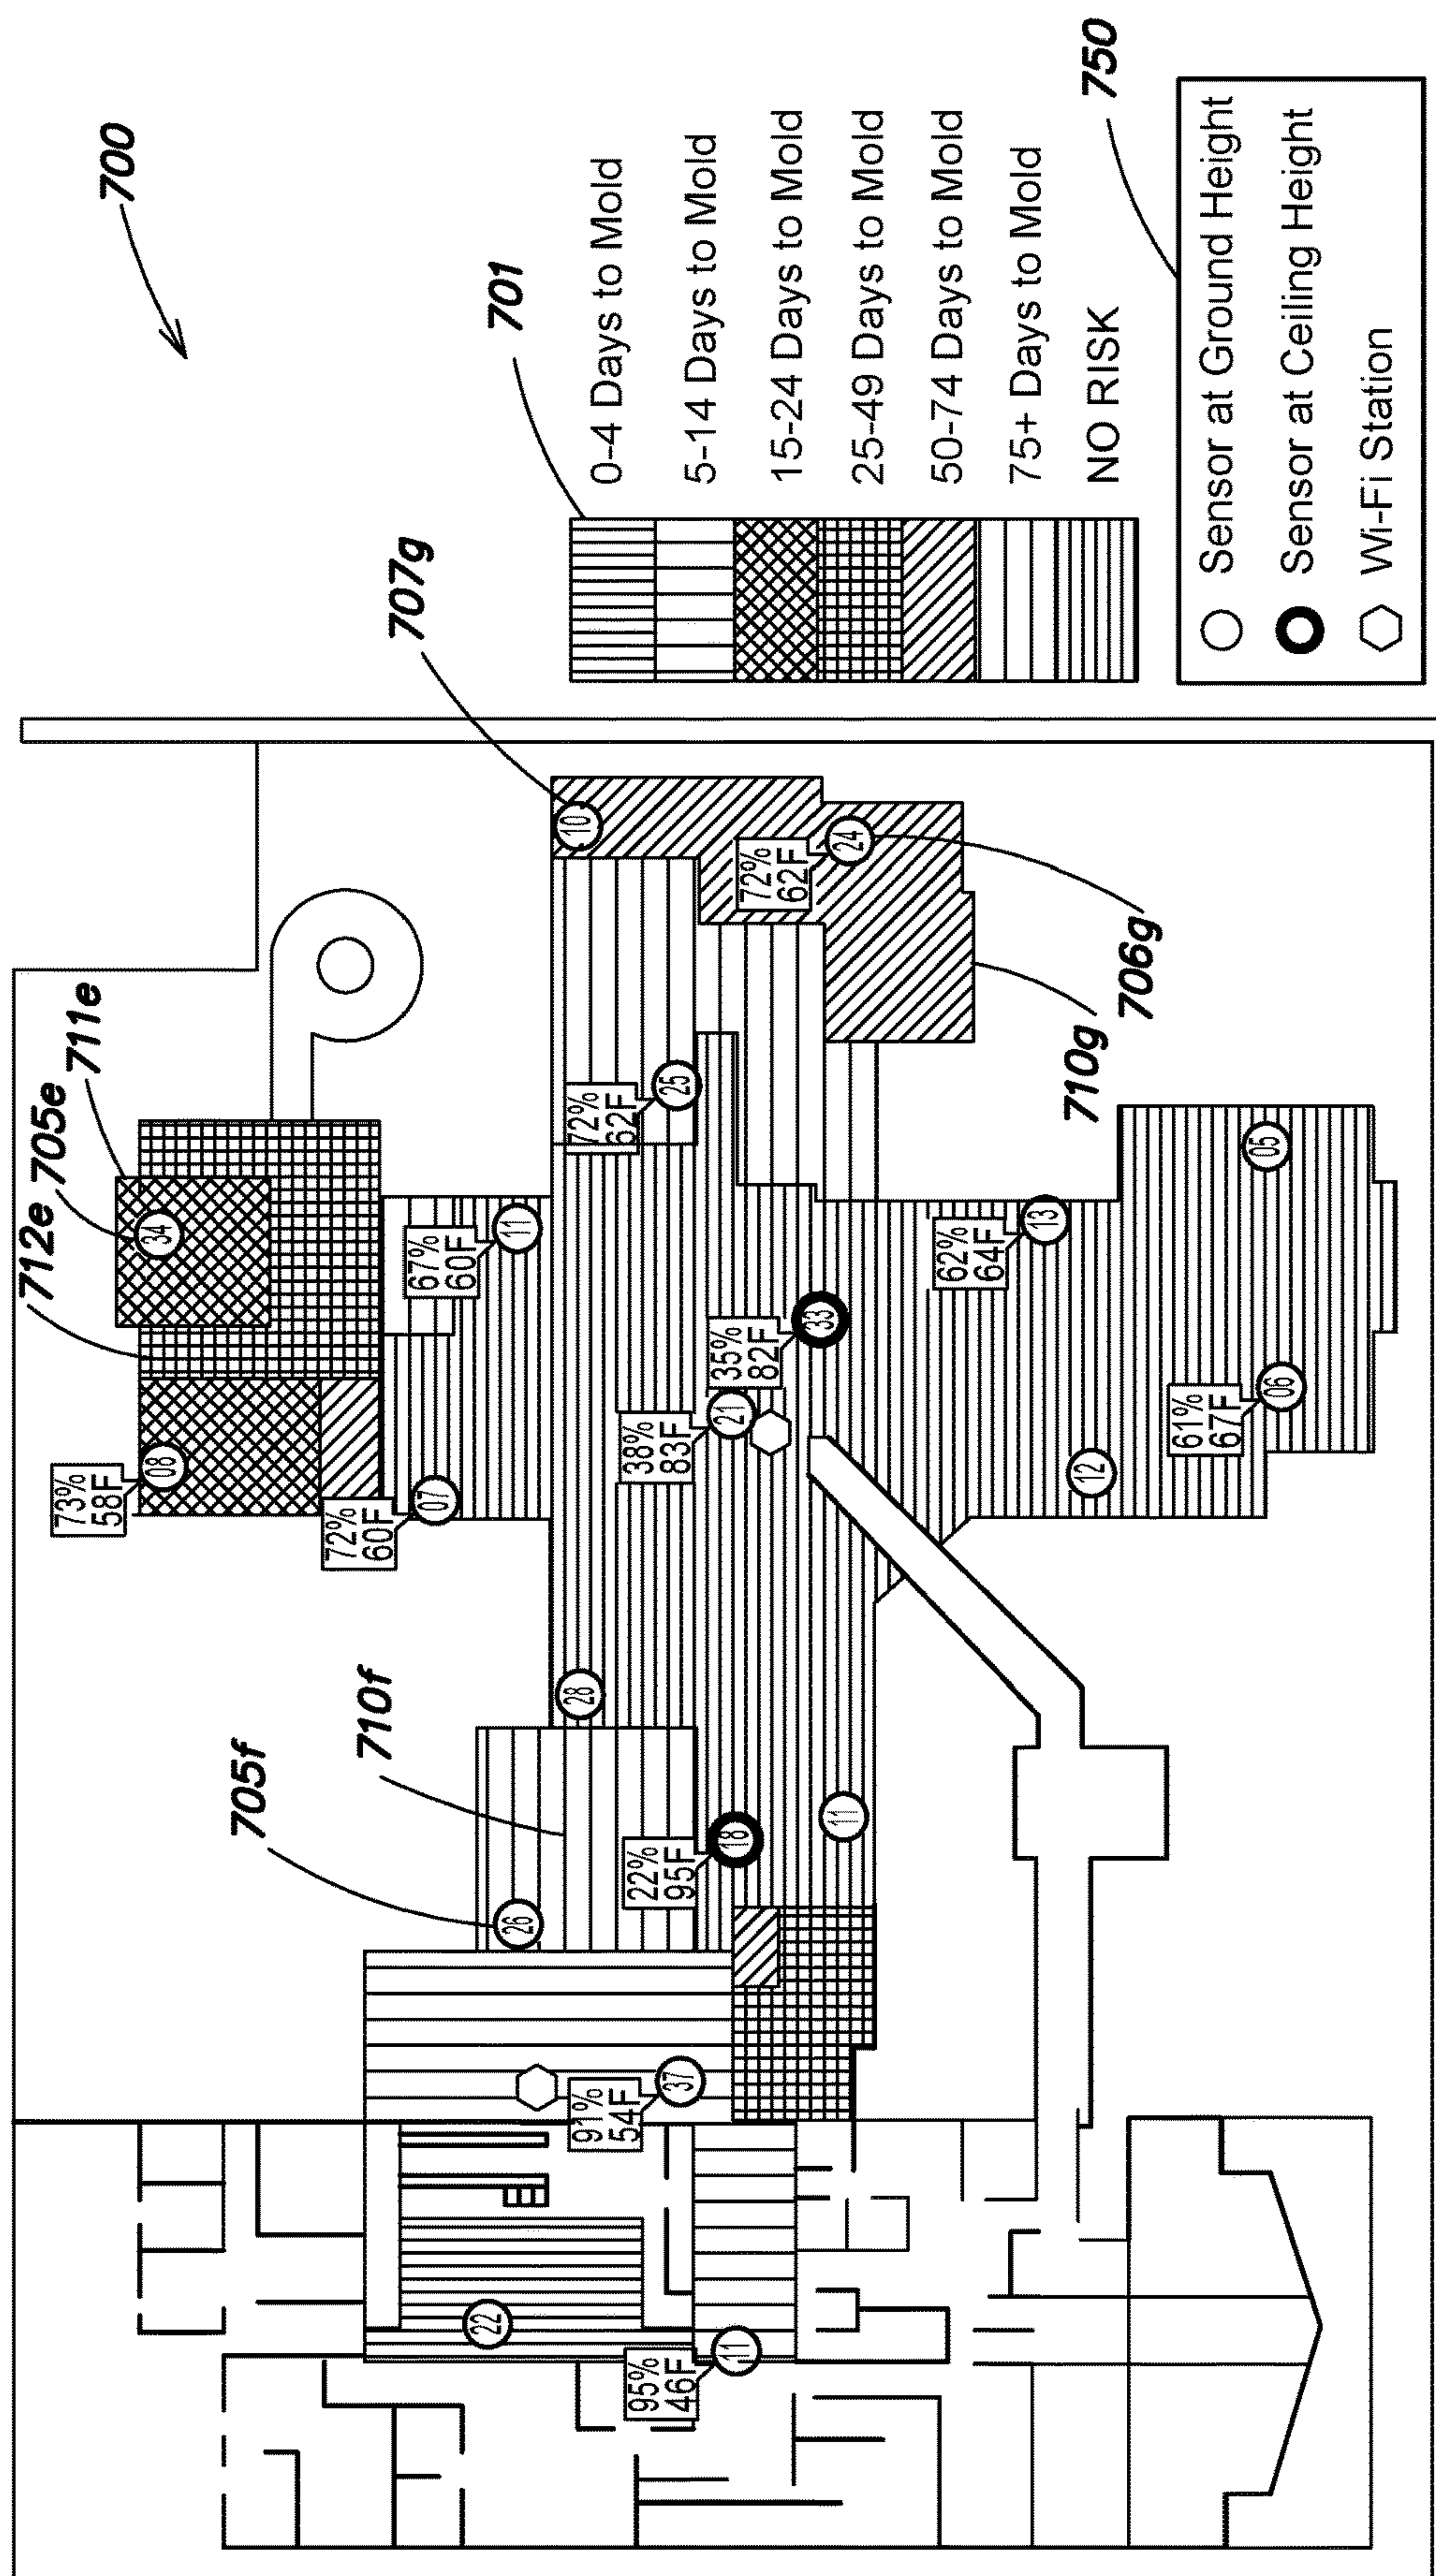 712e
705e
711e
700
73%
58F
08
34
705f
72%
60F
07
710f
67%
60F
11
707g
22
26
701
28
10
91%
54F
37
72%
62F
25
0-4 Days to Mold
5-14 Days to Mold
15-24 Days to Mold
25-49 Days to Mold
50-74 Days to Mold
75+ Days to Mold
NO RISK
95%
46F
11
22%
95F
18
38%
83F
21
35%
82F
33
72%
62F
24
11
62%
64F
13
12
710g
706g
61%
67F
06
05
750
Sensor at Ground Height
Sensor at Ceiling Height
Wi-Fi Station